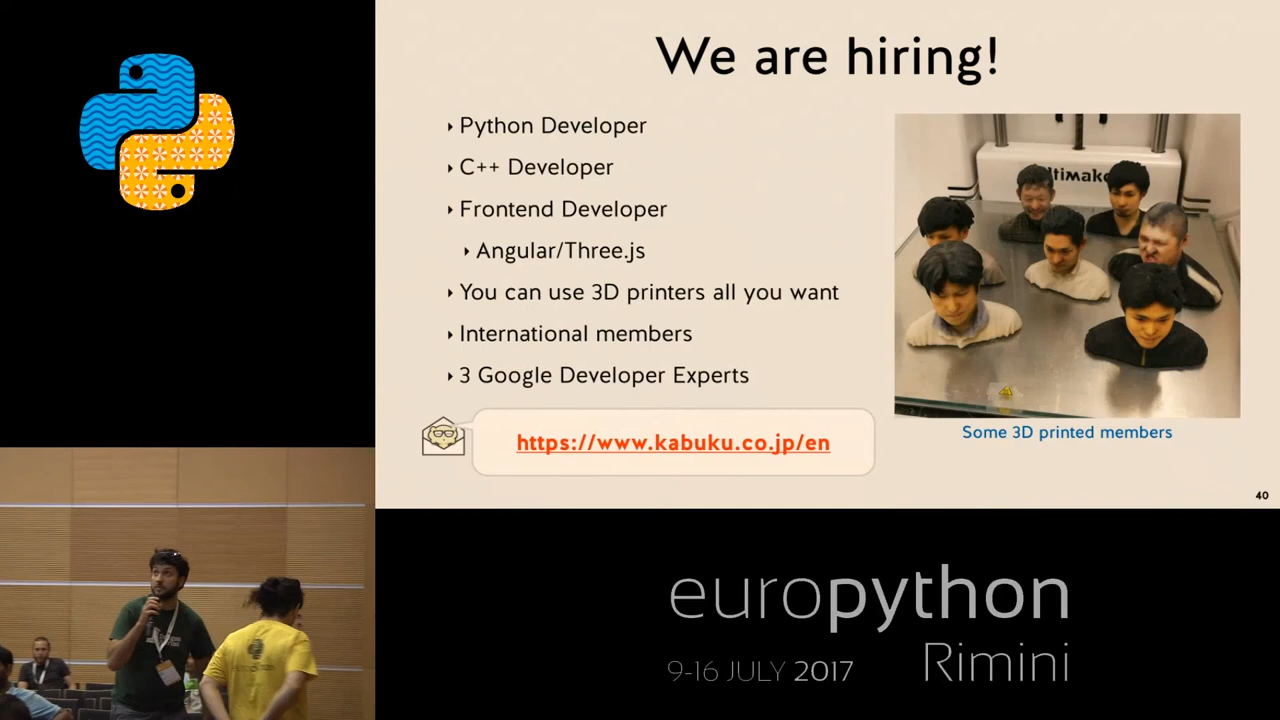 We are hiring!
Python Developer
C++ Developer
Frontend Developer
Angular/Three.js
You can use 3D printers all you want
International members
3 Google Developer Experts
https://www.kabuku.co.jp/en
Some 3D printed members
40
europython
Rimini
9-16 JULY 2017